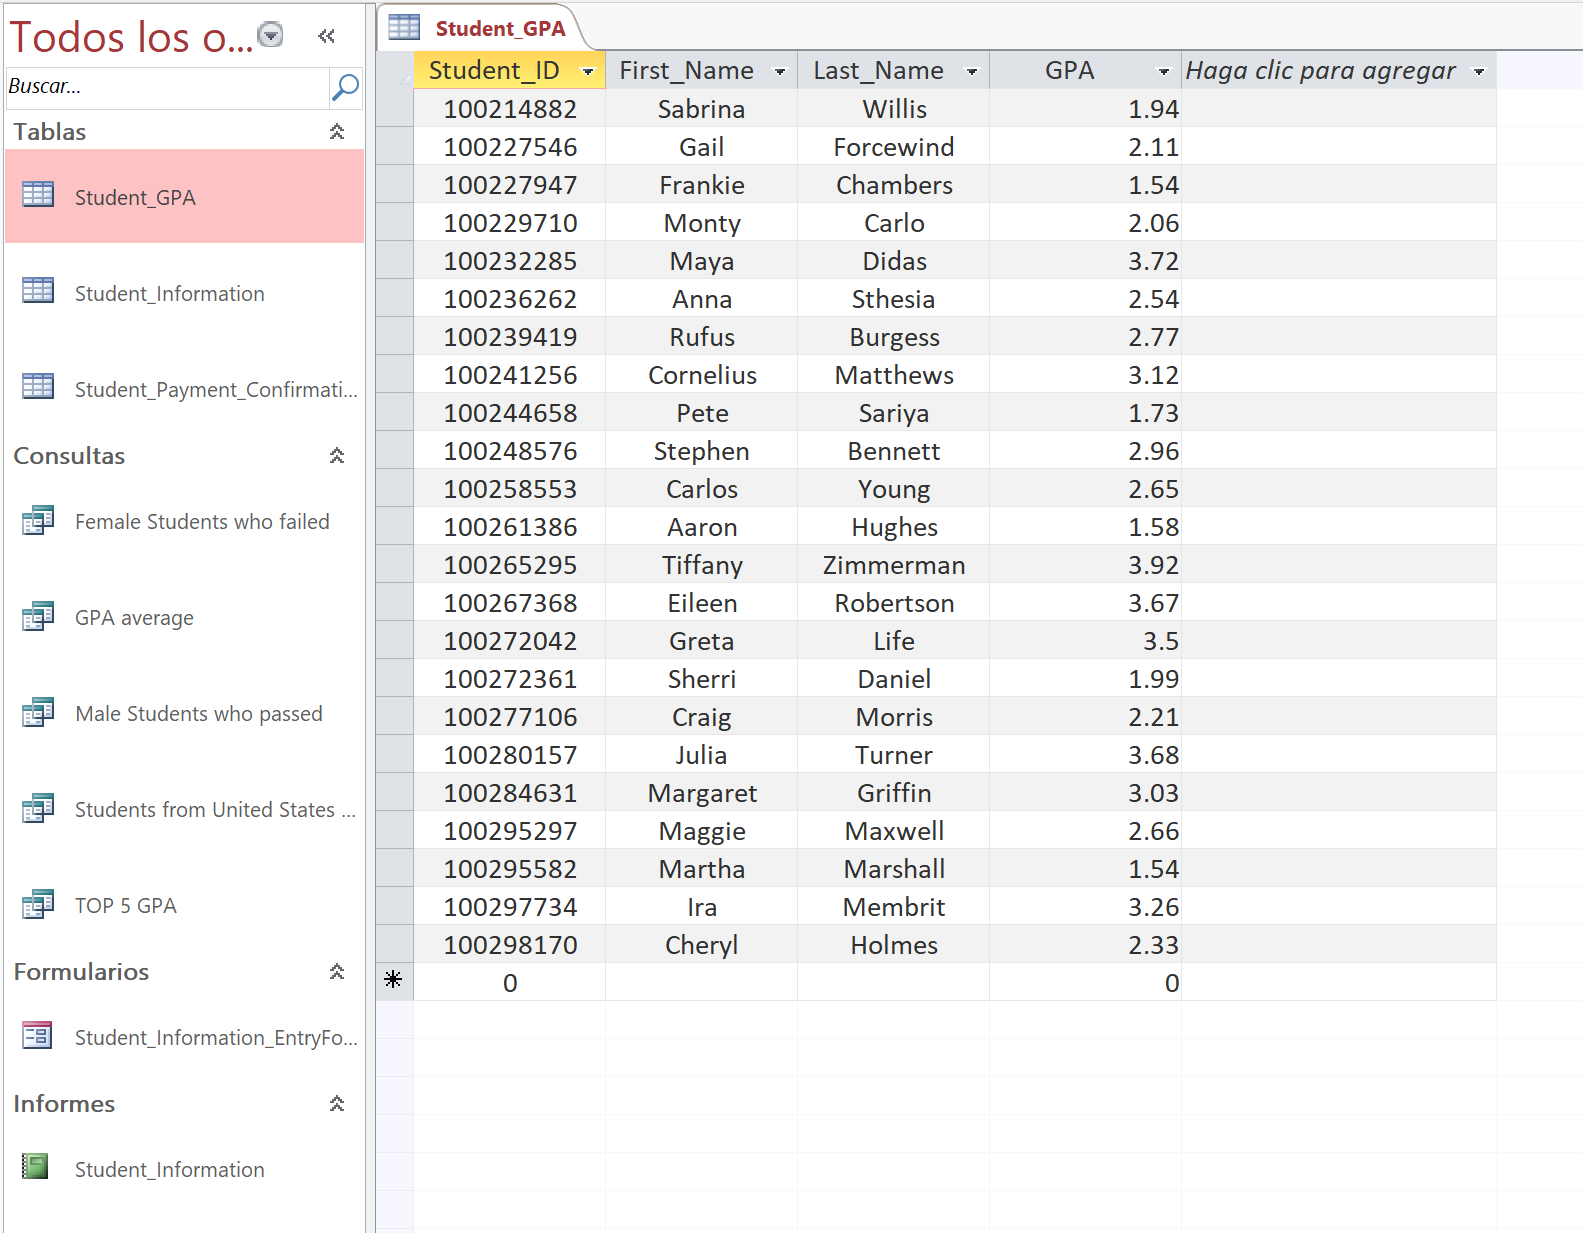 Todos los o...
Buscar...
Tablas
Student_GPA
Student_Information
Student_Payment_Confirmati...
Consultas
Female Students who failed
GPA average
Male Students who passed
Students from United States ...
TOP 5 GPA
Formularios
Student_Information_EntryFo...
Informes
Student_Information
Student_GPA
Student_ID First_Name Last_Name GPA Haga clic para agregar
100214882 Sabrina Willis 1.94
100227546 Gail Forcewind 2.11
100227947 Frankie Chambers 1.54
100229710 Monty Carlo 2.06
100232285 Maya Didas 3.72
100236262 Anna Sthesia 2.54
100239419 Rufus Burgess 2.77
100241256 Cornelius Matthews 3.12
100244658 Pete Sariya 1.73
100248576 Stephen Bennett 2.96
100258553 Carlos Young 2.65
100261386 Aaron Hughes 1.58
100265295 Tiffany Zimmerman 3.92
100267368 Eileen Robertson 3.67
100272042 Greta Life 3.5
100272361 Sherri Daniel 1.99
100277106 Craig Morris 2.21
100280157 Julia Turner 3.68
100284631 Margaret Griffin 3.03
100295297 Maggie Maxwell 2.66
100295582 Martha Marshall 1.54
100297734 Ira Membrit 3.26
100298170 Cheryl Holmes 2.33
* 0 0